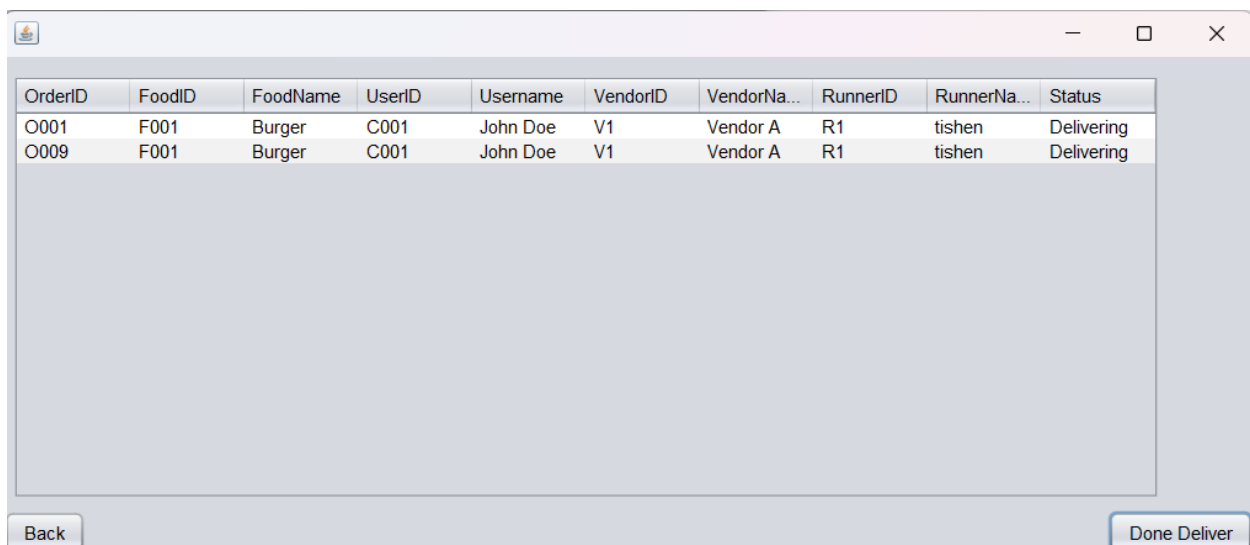 OrderID FoodID FoodName UserID Username VendorID VendorNa... RunnerID RunnerNa... Status
O001 F001 Burger C001 John Doe V1 Vendor A R1 tishen Delivering
O009 F001 Burger C001 John Doe V1 Vendor A R1 tishen Delivering
Back Done Deliver